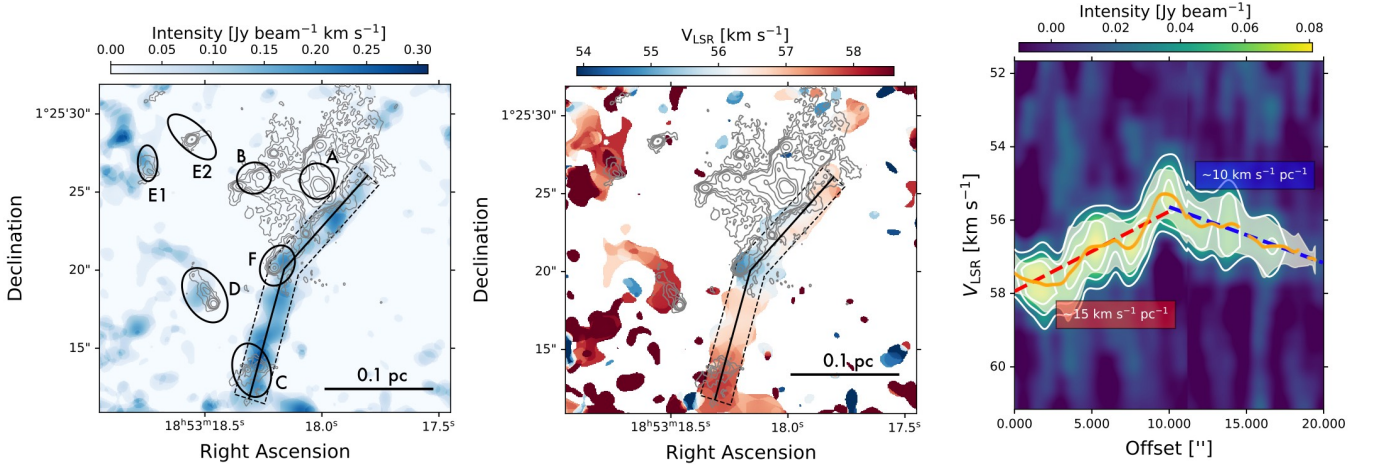 Intensity [Jy beam⁻¹ km s⁻¹]
0.00 0.05 0.10 0.15 0.20 0.25 0.30
1°25'30"
25"
20"
15"
Declination
B
A
E2
E1
F
D
C
0.1 pc
18ʰ53ᵐ18.5ˢ
18.0ˢ
17.5ˢ
Right Ascension
V_LSR [km s⁻¹]
54 55 56 57 58
1°25'30"
25"
20"
15"
Declination
0.1 pc
18ʰ53ᵐ18.5ˢ
18.0ˢ
17.5ˢ
Right Ascension
Intensity [Jy beam⁻¹]
0.00 0.02 0.04 0.06 0.08
52
54
56
58
60
V_LSR [km s⁻¹]
~10 km s⁻¹ pc⁻¹
~15 km s⁻¹ pc⁻¹
0.000 5.000 10.000 15.000 20.000
Offset ['']